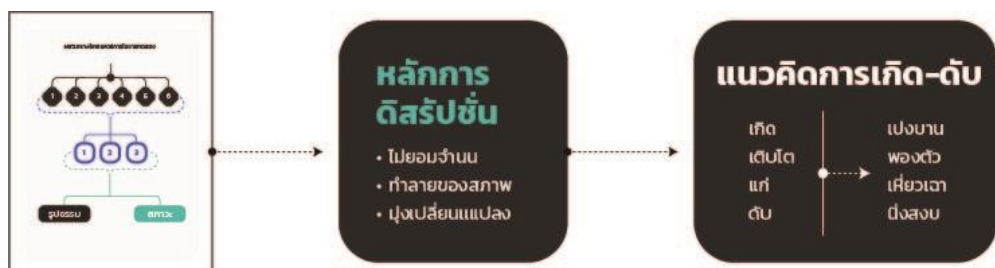 1 2 3 4 5 6
1 2 3
รูปธรรม สภาวะ
หลักการ
ดิสรัปชั่น
• ไม่ยอมจำนน
• ทำลายของสภาพ
• มุ่งเปลี่ยนแปลง
แนวคิดการเกิด-ดับ
เกิด เปงบาน
เติบโต พองตัว
แก่ เหี่ยวเฉา
ดับ นิ่งสงบ